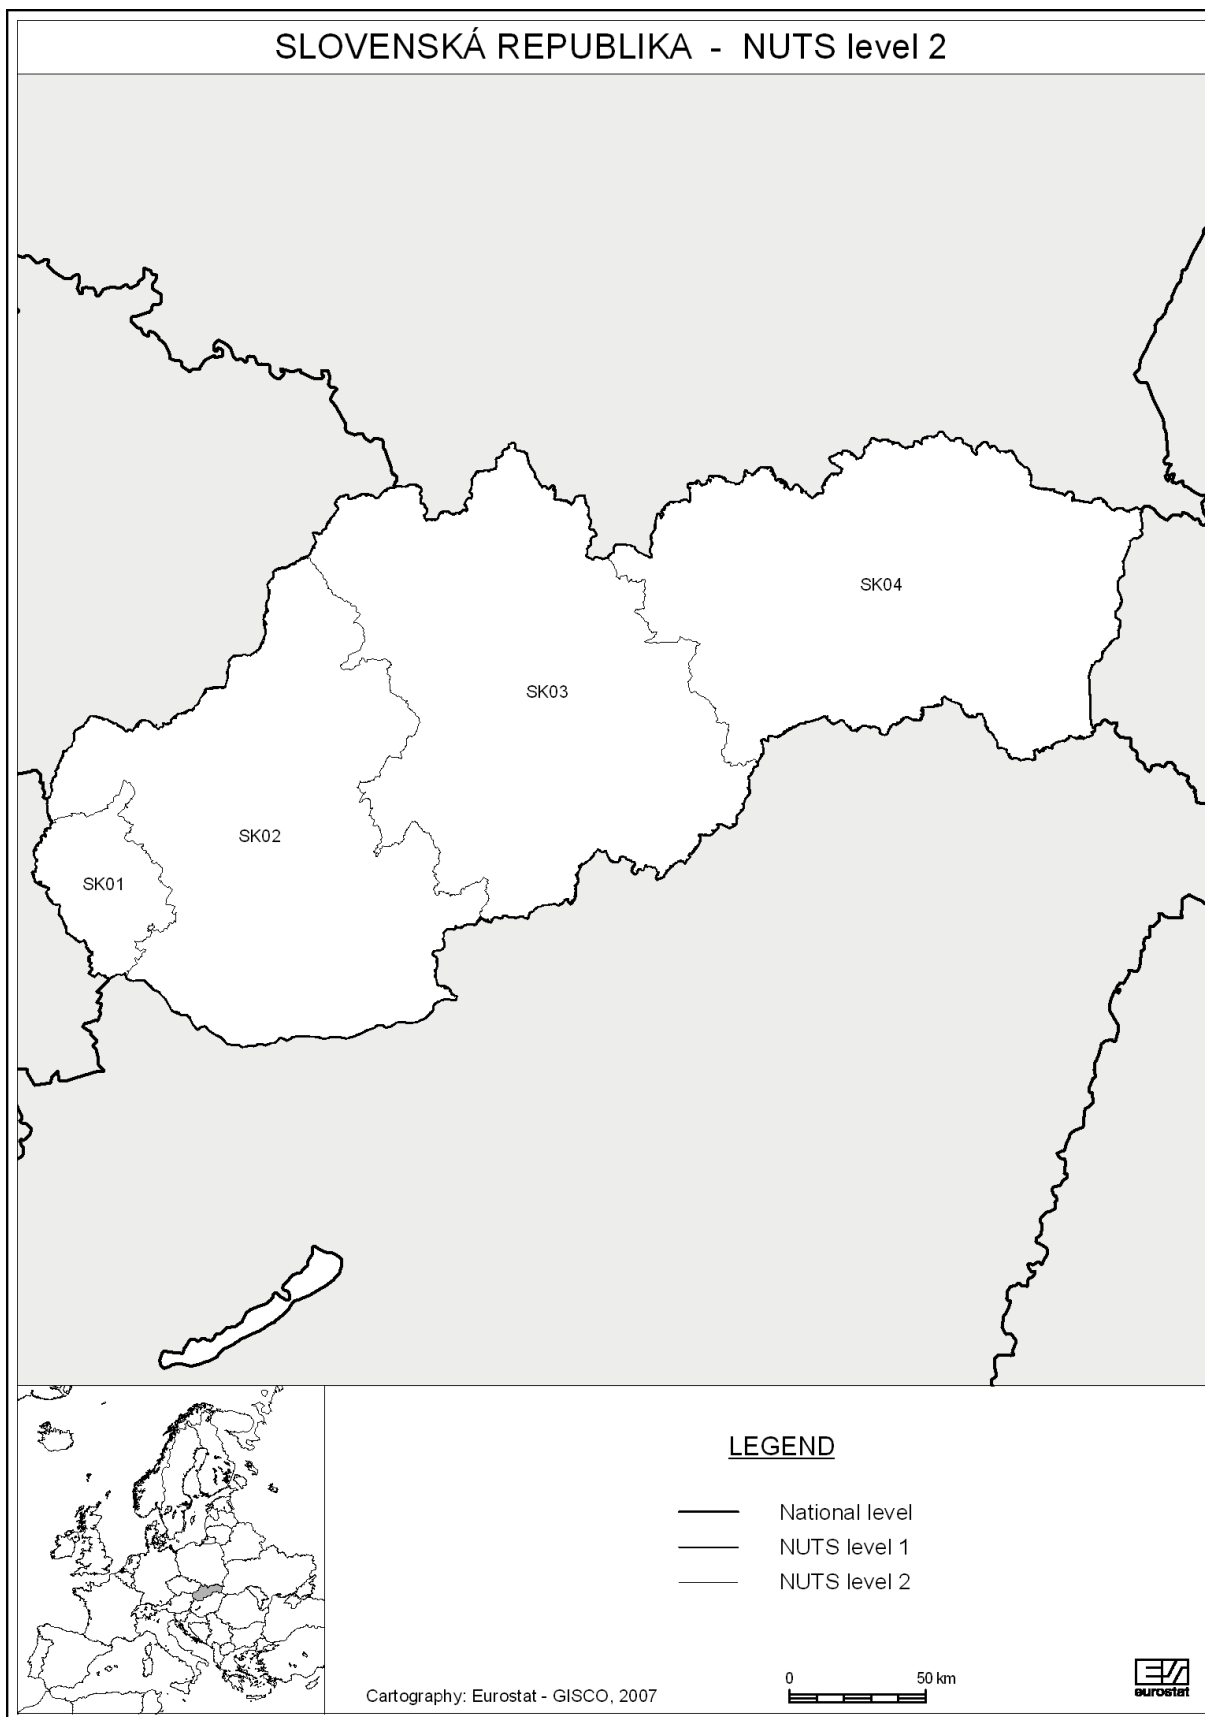 SLOVENSKÁ REPUBLIKA - NUTS level 2
SK04
SK03
SK02
SK01
LEGEND
National level
NUTS level 1
NUTS level 2
0 50 km
Cartography: Eurostat - GISCO, 2007
eurostat